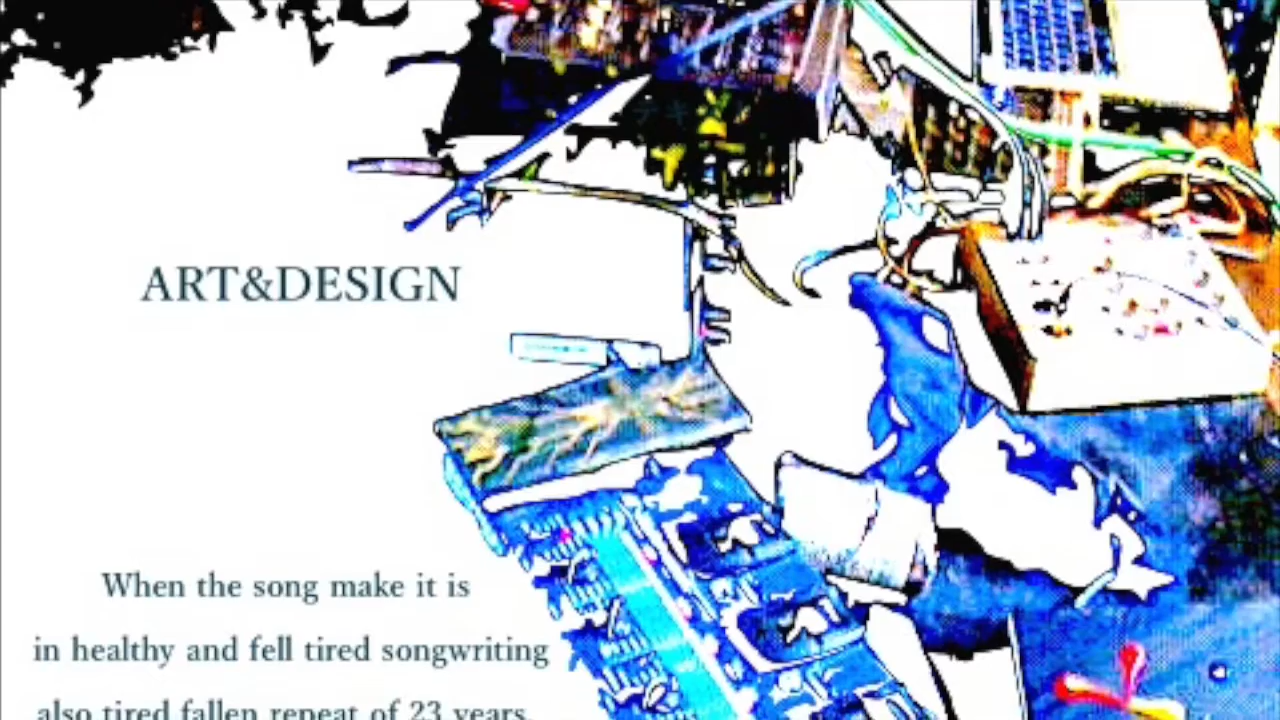 ART&DESIGN
When the song make it is
in healthy and fell tired songwriting
also tired fallen repeat of 23 years.